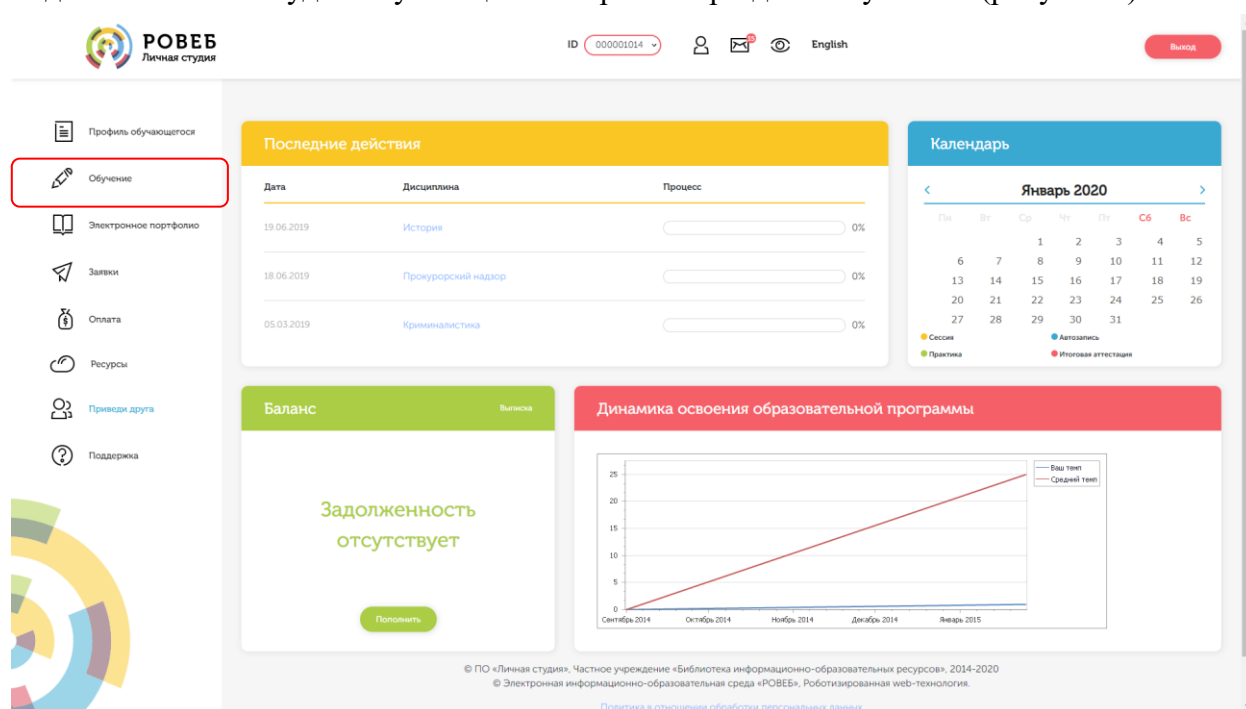 РОВЕБ
Личная студия
ID 000001014
15
English
Выход
Профиль обучающегося
Обучение
Электронное портфолио
Заявки
Оплата
Ресурсы
Приведи друга
Поддержка
Последние действия
Дата Дисциплина Процесс
19.06.2019 История 0%
18.06.2019 Прокурорский надзор 0%
05.03.2019 Криминалистика 0%
Календарь
< Январь 2020 >
Пн Вт Ср Чт Пт Сб Вс
1 2 3 4 5
6 7 8 9 10 11 12
13 14 15 16 17 18 19
20 21 22 23 24 25 26
27 28 29 30 31
Сессия Автозапись
Практика Итоговая аттестация
Баланс Выписка
Задолженность
отсутствует
Пополнить
Динамика освоения образовательной программы
25
20
15
10
5
0
Сентябрь 2014 Октябрь 2014 Ноябрь 2014 Декабрь 2014 Январь 2015
Ваш темп
Средний темп
© ПО «Личная студия», Частное учреждение «Библиотека информационно-образовательных ресурсов», 2014-2020
© Электронная информационно-образовательная среда «РОВЕБ», Роботизированная web-технология.
Политика в отношении обработки персональных данных